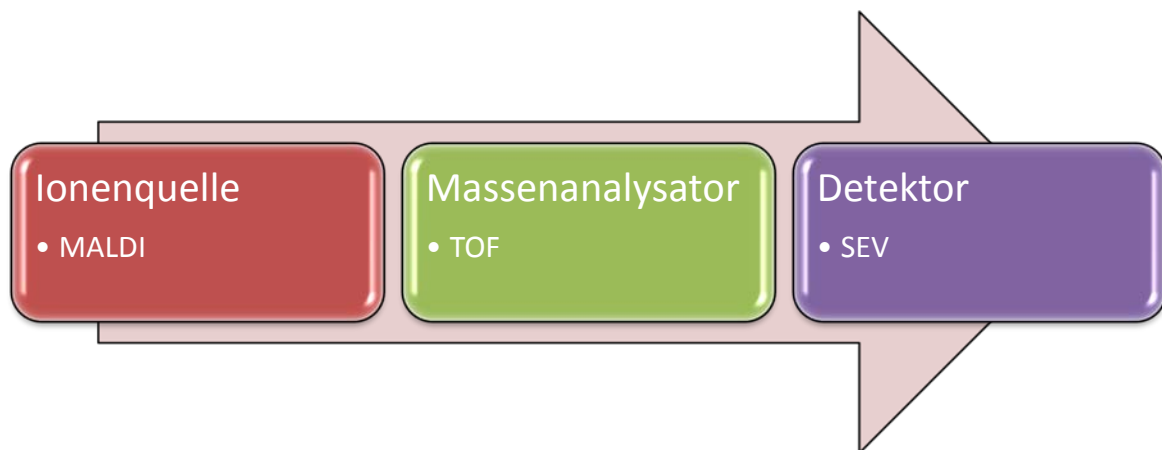 Ionenquelle
• MALDI
Massenanalysator
• TOF
Detektor
• SEV